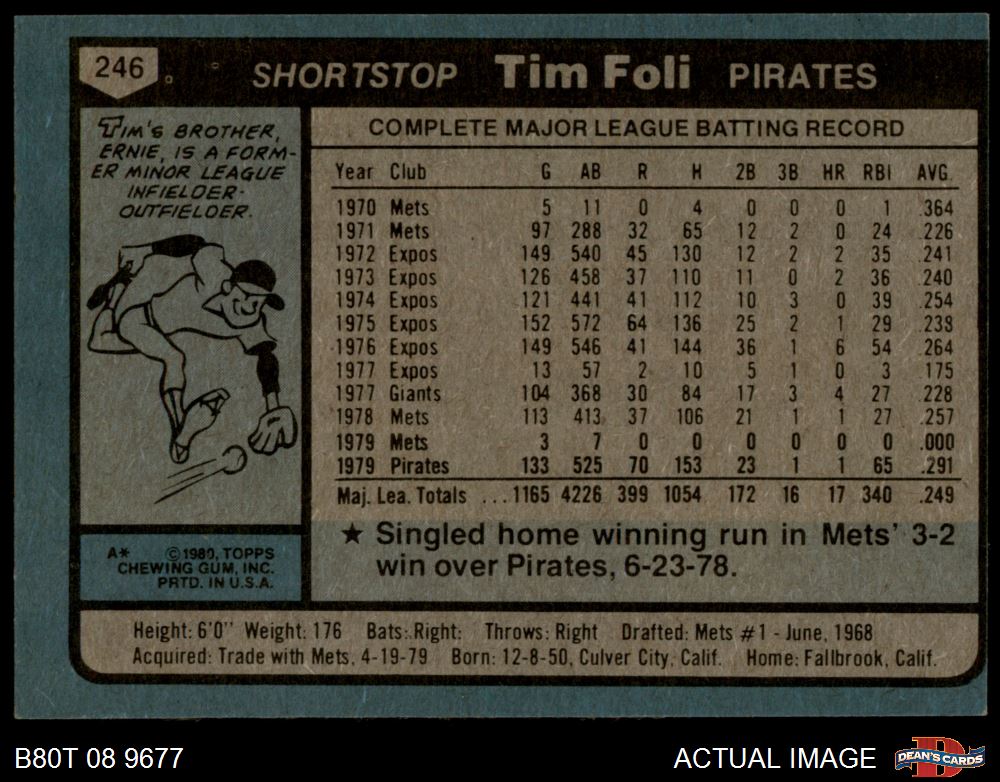 246 SHORTSTOP Tim Foli PIRATES
TIM'S BROTHER,
ERNIE, IS A FORM-
ER MINOR LEAGUE
INFIELDER-
OUTFIELDER.
COMPLETE MAJOR LEAGUE BATTING RECORD
Year Club G AB R H 2B 3B HR RBI AVG.
1970 Mets 5 11 0 4 0 0 0 1 .364
1971 Mets 97 288 32 65 12 2 0 24 .226
1972 Expos 149 540 45 130 12 2 2 35 .241
1973 Expos 126 458 37 110 11 0 2 36 .240
1974 Expos 121 441 41 112 10 3 0 39 .254
1975 Expos 152 572 64 136 25 2 1 29 .238
1976 Expos 149 546 41 144 36 1 6 54 .264
1977 Expos 13 57 2 10 5 1 0 3 .175
1977 Giants 104 368 30 84 17 3 4 27 .228
1978 Mets 113 413 37 106 21 1 1 27 .257
1979 Mets 3 7 0 0 0 0 0 0 .000
1979 Pirates 133 525 70 153 23 1 1 65 .291
Maj. Lea. Totals ... 1165 4226 399 1054 172 16 17 340 .249
★ Singled home winning run in Mets' 3-2
win over Pirates, 6-23-78.
A* ©1980, TOPPS
CHEWING GUM, INC.
PRTD. IN U.S.A.
Height: 6'0" Weight: 176 Bats: Right Throws: Right Drafted: Mets #1 - June, 1968
Acquired: Trade with Mets, 4-19-79 Born: 12-8-50, Culver City, Calif. Home: Fallbrook, Calif.
B80T 08 9677 ACTUAL IMAGE DEAN'S CARDS